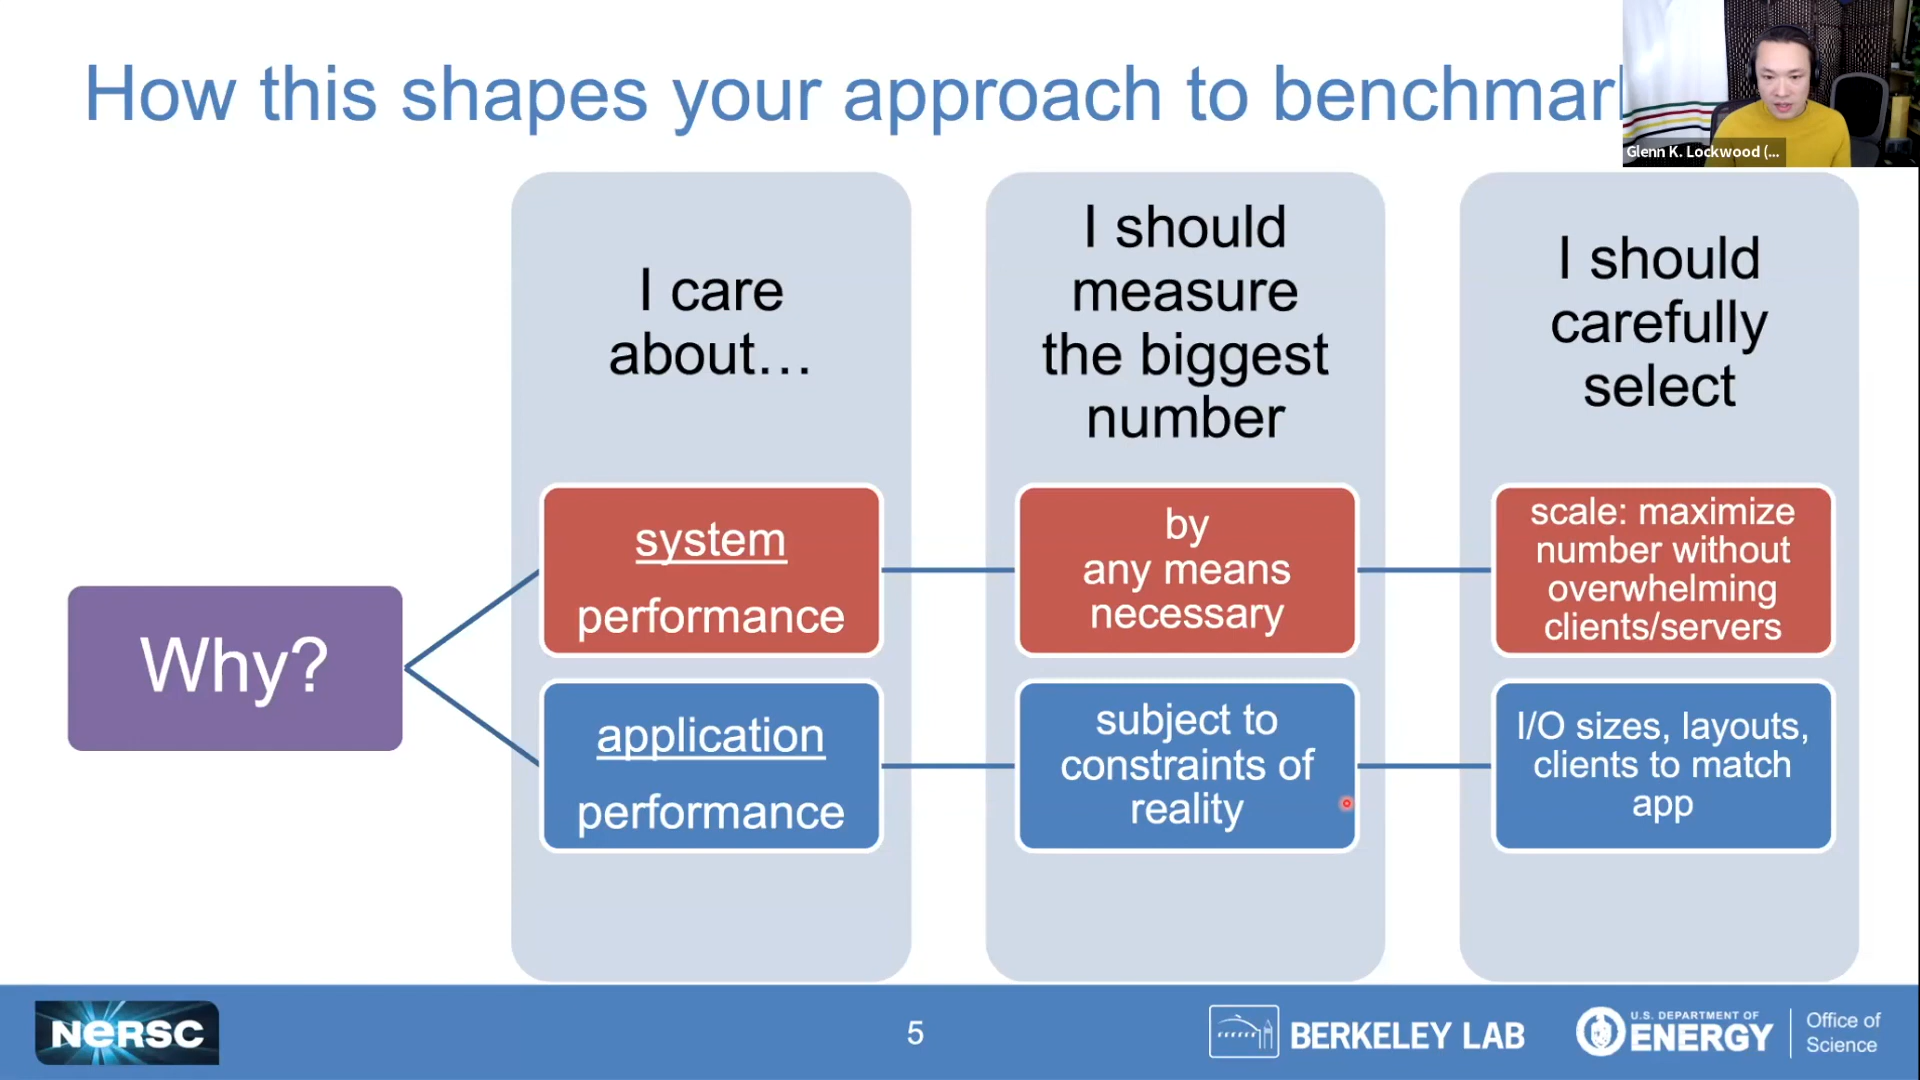 How this shapes your approach to benchmar
Glenn K. Lockwood (...
I care
about…
I should
measure
the biggest
number
I should
carefully
select
Why?
system
performance
by
any means
necessary
scale: maximize
number without
overwhelming
clients/servers
application
performance
subject to
constraints of
reality
I/O sizes, layouts,
clients to match
app
NERSC
5
BERKELEY LAB
U.S. DEPARTMENT OF
ENERGY
Office of
Science